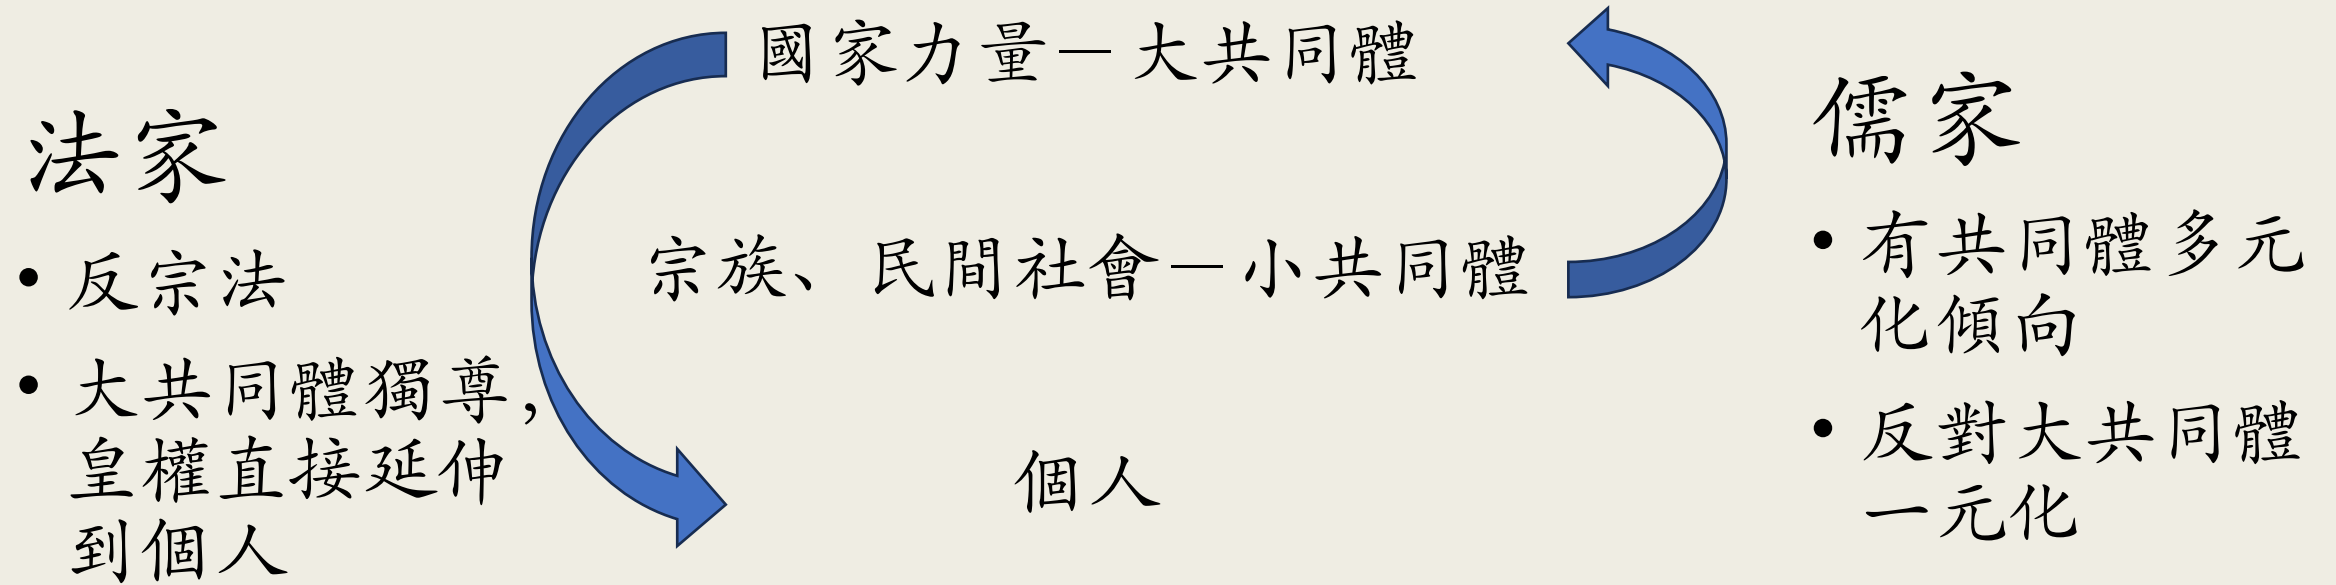 法家
• 反宗法
• 大共同體獨尊，
皇權直接延伸
到個人
國家力量－大共同體
宗族、民間社會－小共同體
個人
儒家
• 有共同體多元
化傾向
• 反對大共同體
一元化